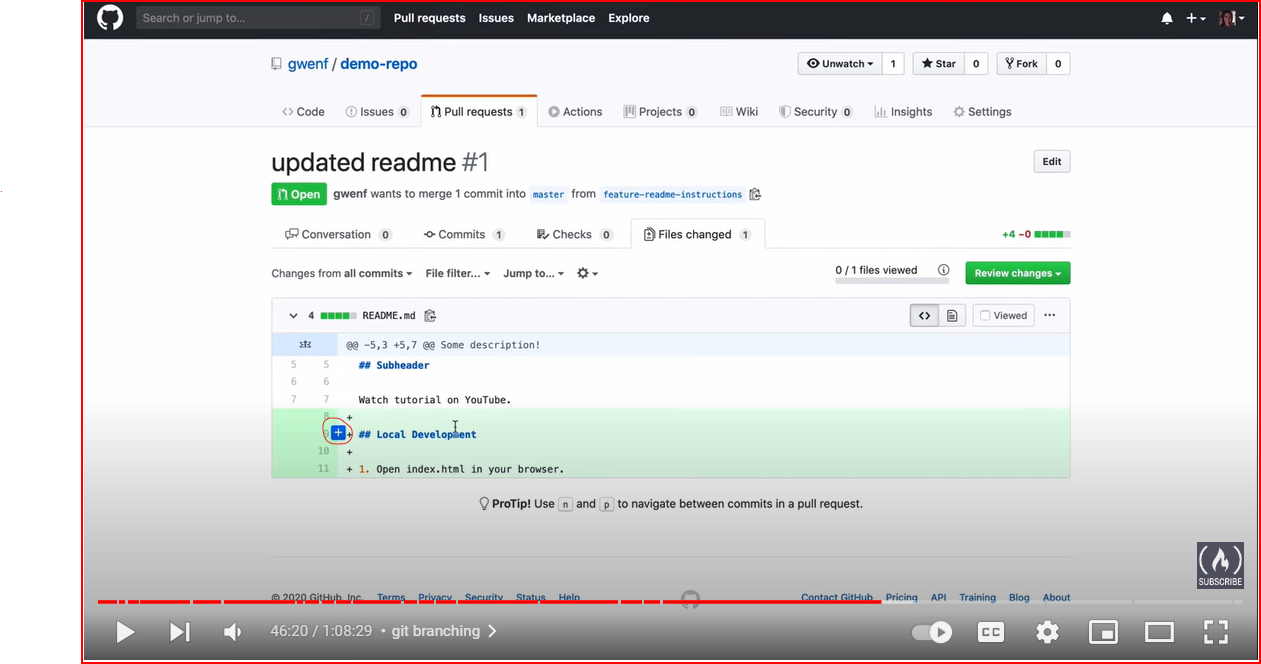 Search or jump to... /
Pull requests Issues Marketplace Explore
gwenf / demo-repo
Unwatch 1 Star 0 Fork 0
Code Issues 0 Pull requests 1 Actions Projects 0 Wiki Security 0 Insights Settings
updated readme #1
Edit
Open gwenf wants to merge 1 commit into master from feature-readme-instructions
Conversation 0 Commits 1 Checks 0 Files changed 1
+4 −0
Changes from all commits File filter... Jump to...
0 / 1 files viewed
Review changes
4 README.md
Viewed
@@ -5,3 +5,7 @@ Some description!
5 5 ## Subheader
6 6
7 7 Watch tutorial on YouTube.
8 +
9 + ## Local Development
10 +
11 + 1. Open index.html in your browser.
ProTip! Use n and p to navigate between commits in a pull request.
© 2020 GitHub, Inc. Terms Privacy Security Status Help
Contact GitHub Pricing API Training Blog About
SUBSCRIBE
46:20 / 1:08:29 • git branching
CC